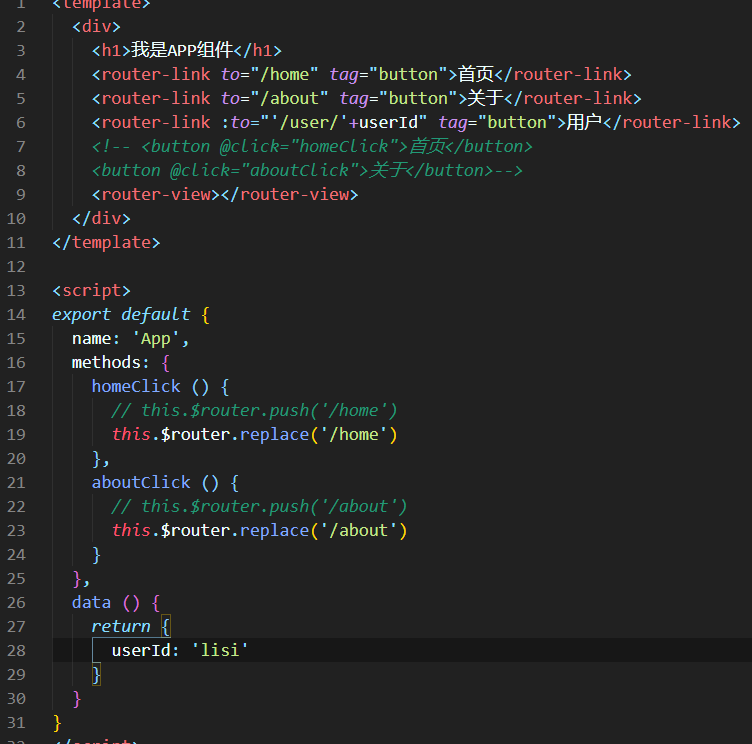 1 <template>
2 <div>
3 <h1>我是APP组件</h1>
4 <router-link to="/home" tag="button">首页</router-link>
5 <router-link to="/about" tag="button">关于</router-link>
6 <router-link :to="'/user/'+userId" tag="button">用户</router-link>
7 <!-- <button @click="homeClick">首页</button>
8 <button @click="aboutClick">关于</button>-->
9 <router-view></router-view>
10 </div>
11 </template>
12
13 <script>
14 export default {
15 name: 'App',
16 methods: {
17 homeClick () {
18 // this.$router.push('/home')
19 this.$router.replace('/home')
20 },
21 aboutClick () {
22 // this.$router.push('/about')
23 this.$router.replace('/about')
24 }
25 },
26 data () {
27 return {
28 userId: 'lisi'
29 }
30 }
31 }
32 </script>